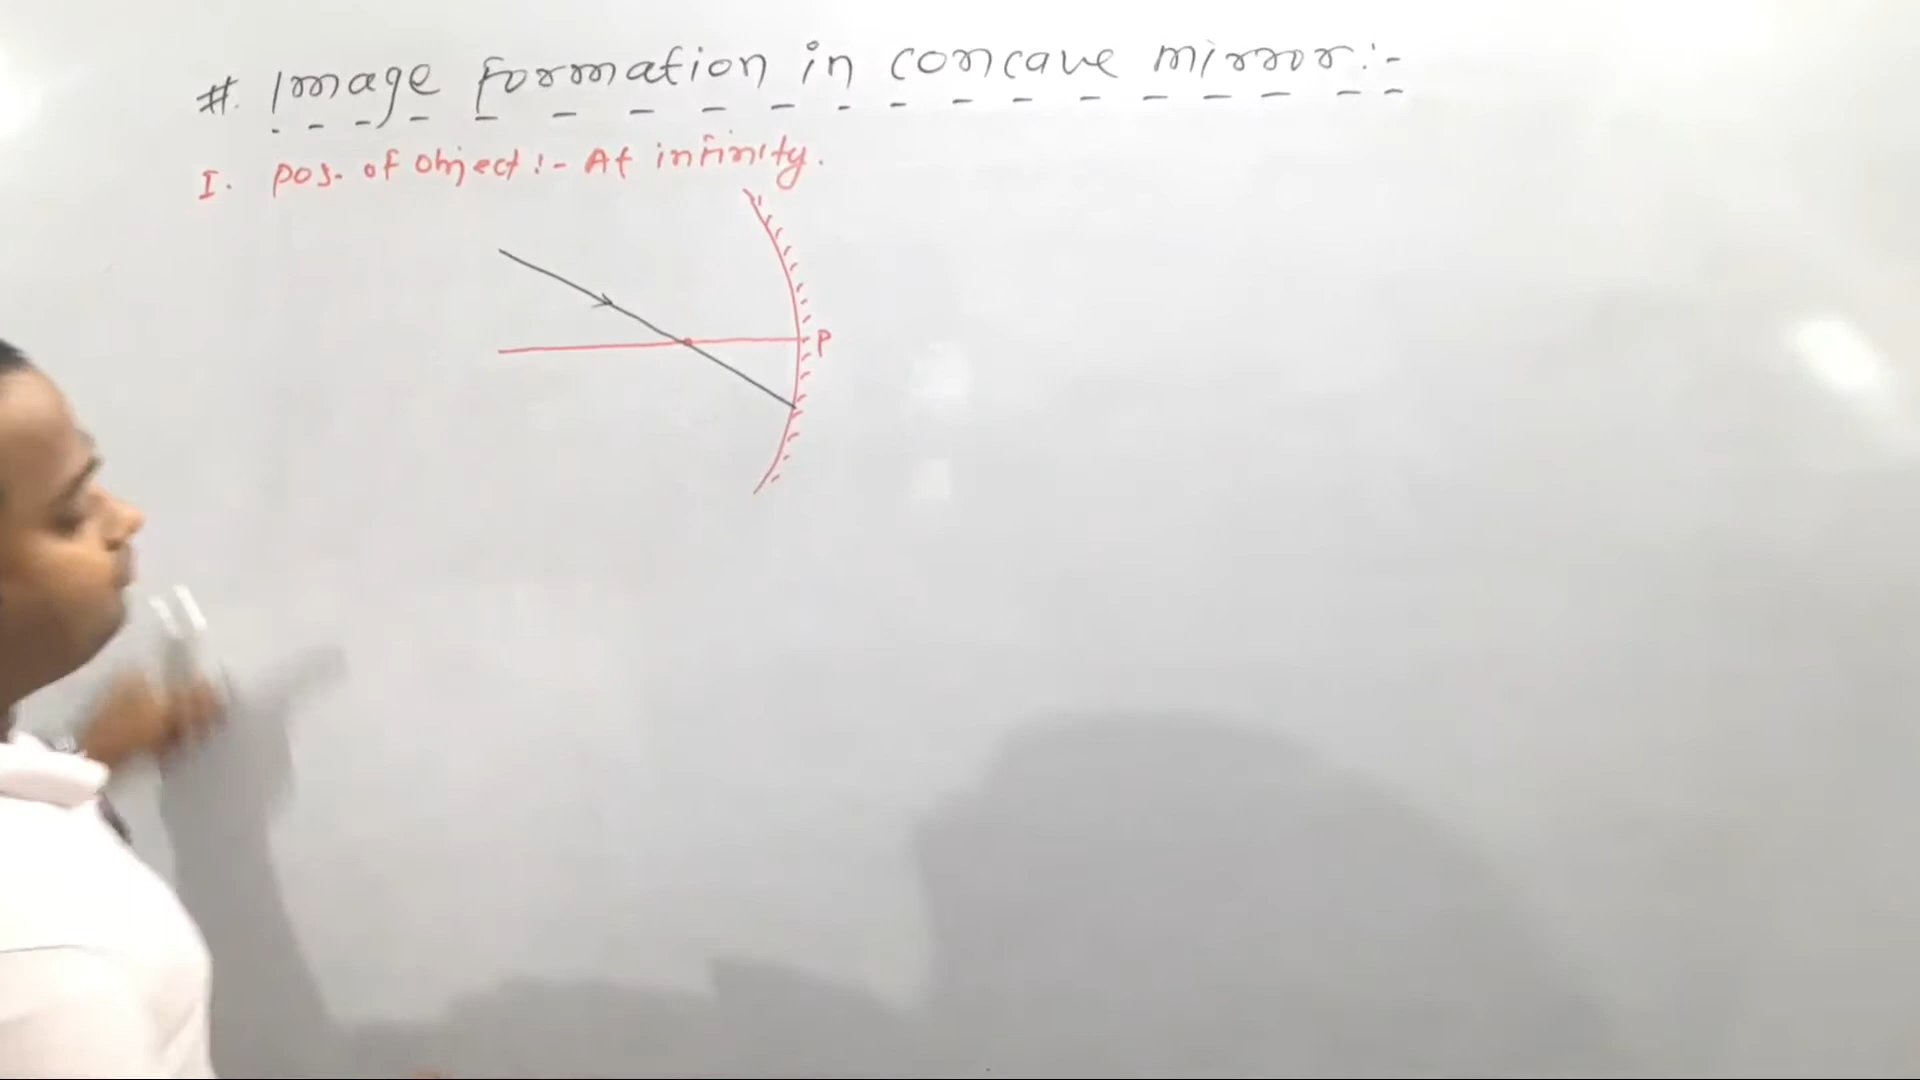 #. Image formation in concave mirror:-
I. pos. of object:- At infinity.
P